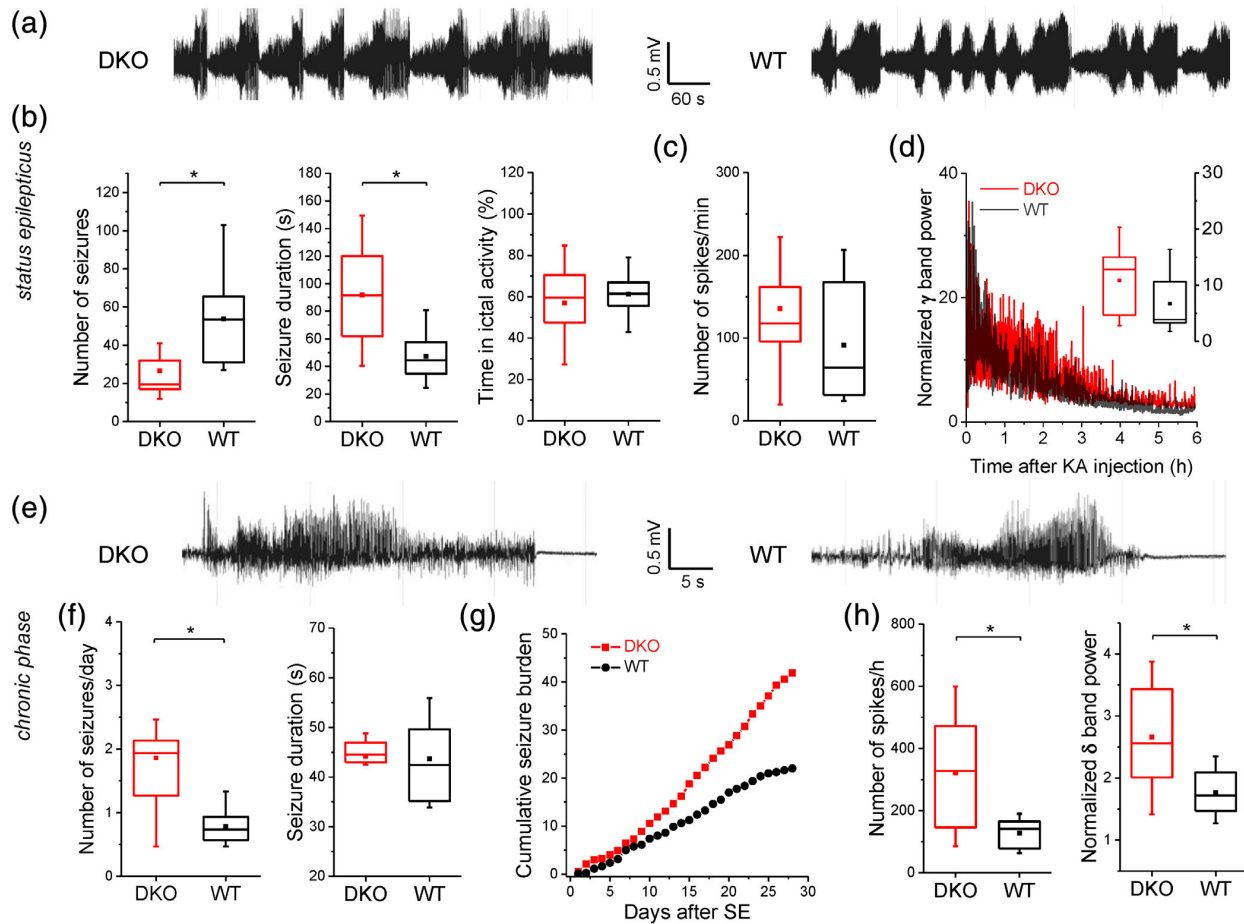 (a)
DKO
0.5 mV
60 s
WT
status epilepticus
(b)
Number of seizures
0
20
40
60
80
100
120
*
DKO
WT
Seizure duration (s)
0
20
40
60
80
100
120
140
160
180
*
DKO
WT
Time in ictal activity (%)
0
20
40
60
80
100
120
DKO
WT
(c)
Number of spikes/min
0
100
200
300
DKO
WT
(d)
Normalized γ band power
0
20
40
DKO
WT
0
10
20
30
0 1 2 3 4 5 6
Time after KA injection (h)
(e)
DKO
0.5 mV
5 s
WT
chronic phase
(f)
Number of seizures/day
0
1
2
3
4
*
DKO
WT
Seizure duration (s)
20
30
40
50
60
70
DKO
WT
(g)
Cumulative seizure burden
0
10
20
30
40
50
DKO
WT
0 5 10 15 20 25 30
Days after SE
(h)
Number of spikes/h
0
200
400
600
800
*
DKO
WT
Normalized δ band power
1
2
3
4
*
DKO
WT